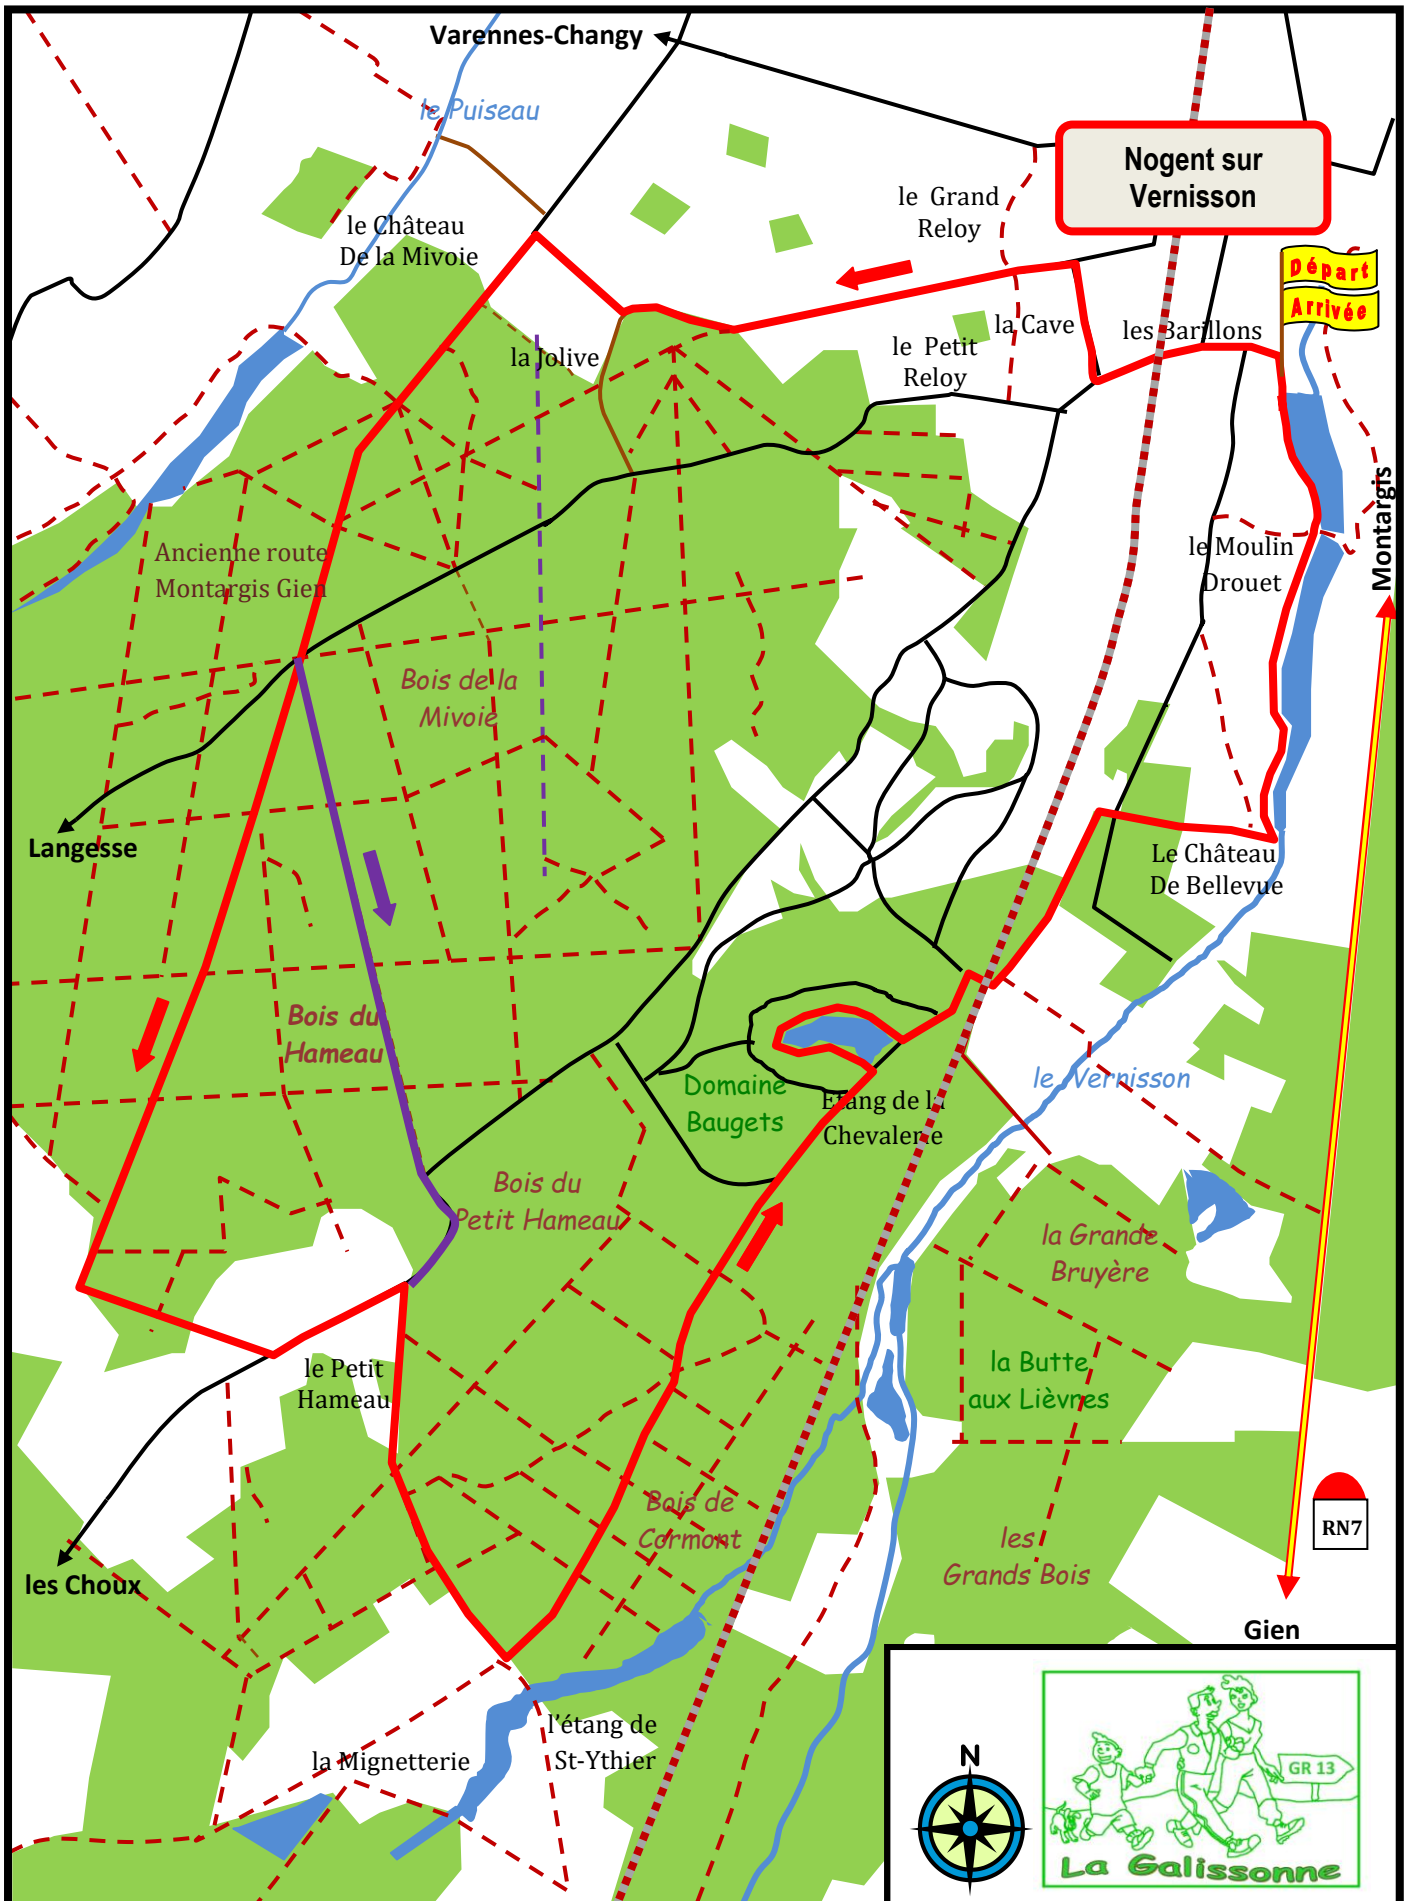 Varennes-Changy
le Puiseau
Nogent sur
Vernisson
le Grand
Reloy
le Château
De la Mivoie
Départ
Arrivée
la Cave
les Barillons
la Jolive
le Petit
Reloy
Montargis
Ancienne route
Montargis Gien
le Moulin
Drouet
Bois de la
Mivoie
Langesse
Le Château
De Bellevue
Bois du
Hameau
Domaine
Baugets
le Vernisson
Etang de la
Chevalerie
Bois du
Petit Hameau
la Grande
Bruyère
le Petit
Hameau
la Butte
aux Lièvres
Bois de
Cormont
RN7
les
Grands Bois
les Choux
Gien
l'étang de
St-Ythier
la Mignetterie
N
GR 13
La Galissonne